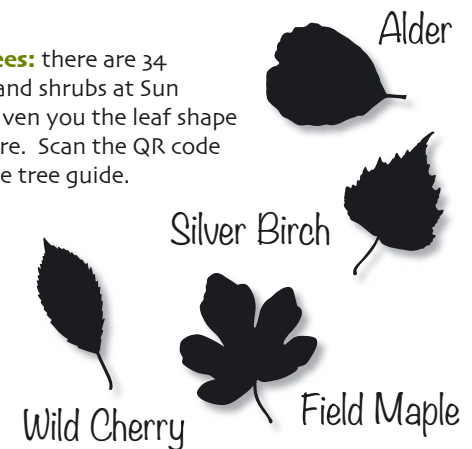 Alder
ees: there are 34
and shrubs at Sun
ven you the leaf shape
re. Scan the QR code
e tree guide.
Silver Birch
Wild Cherry
Field Maple